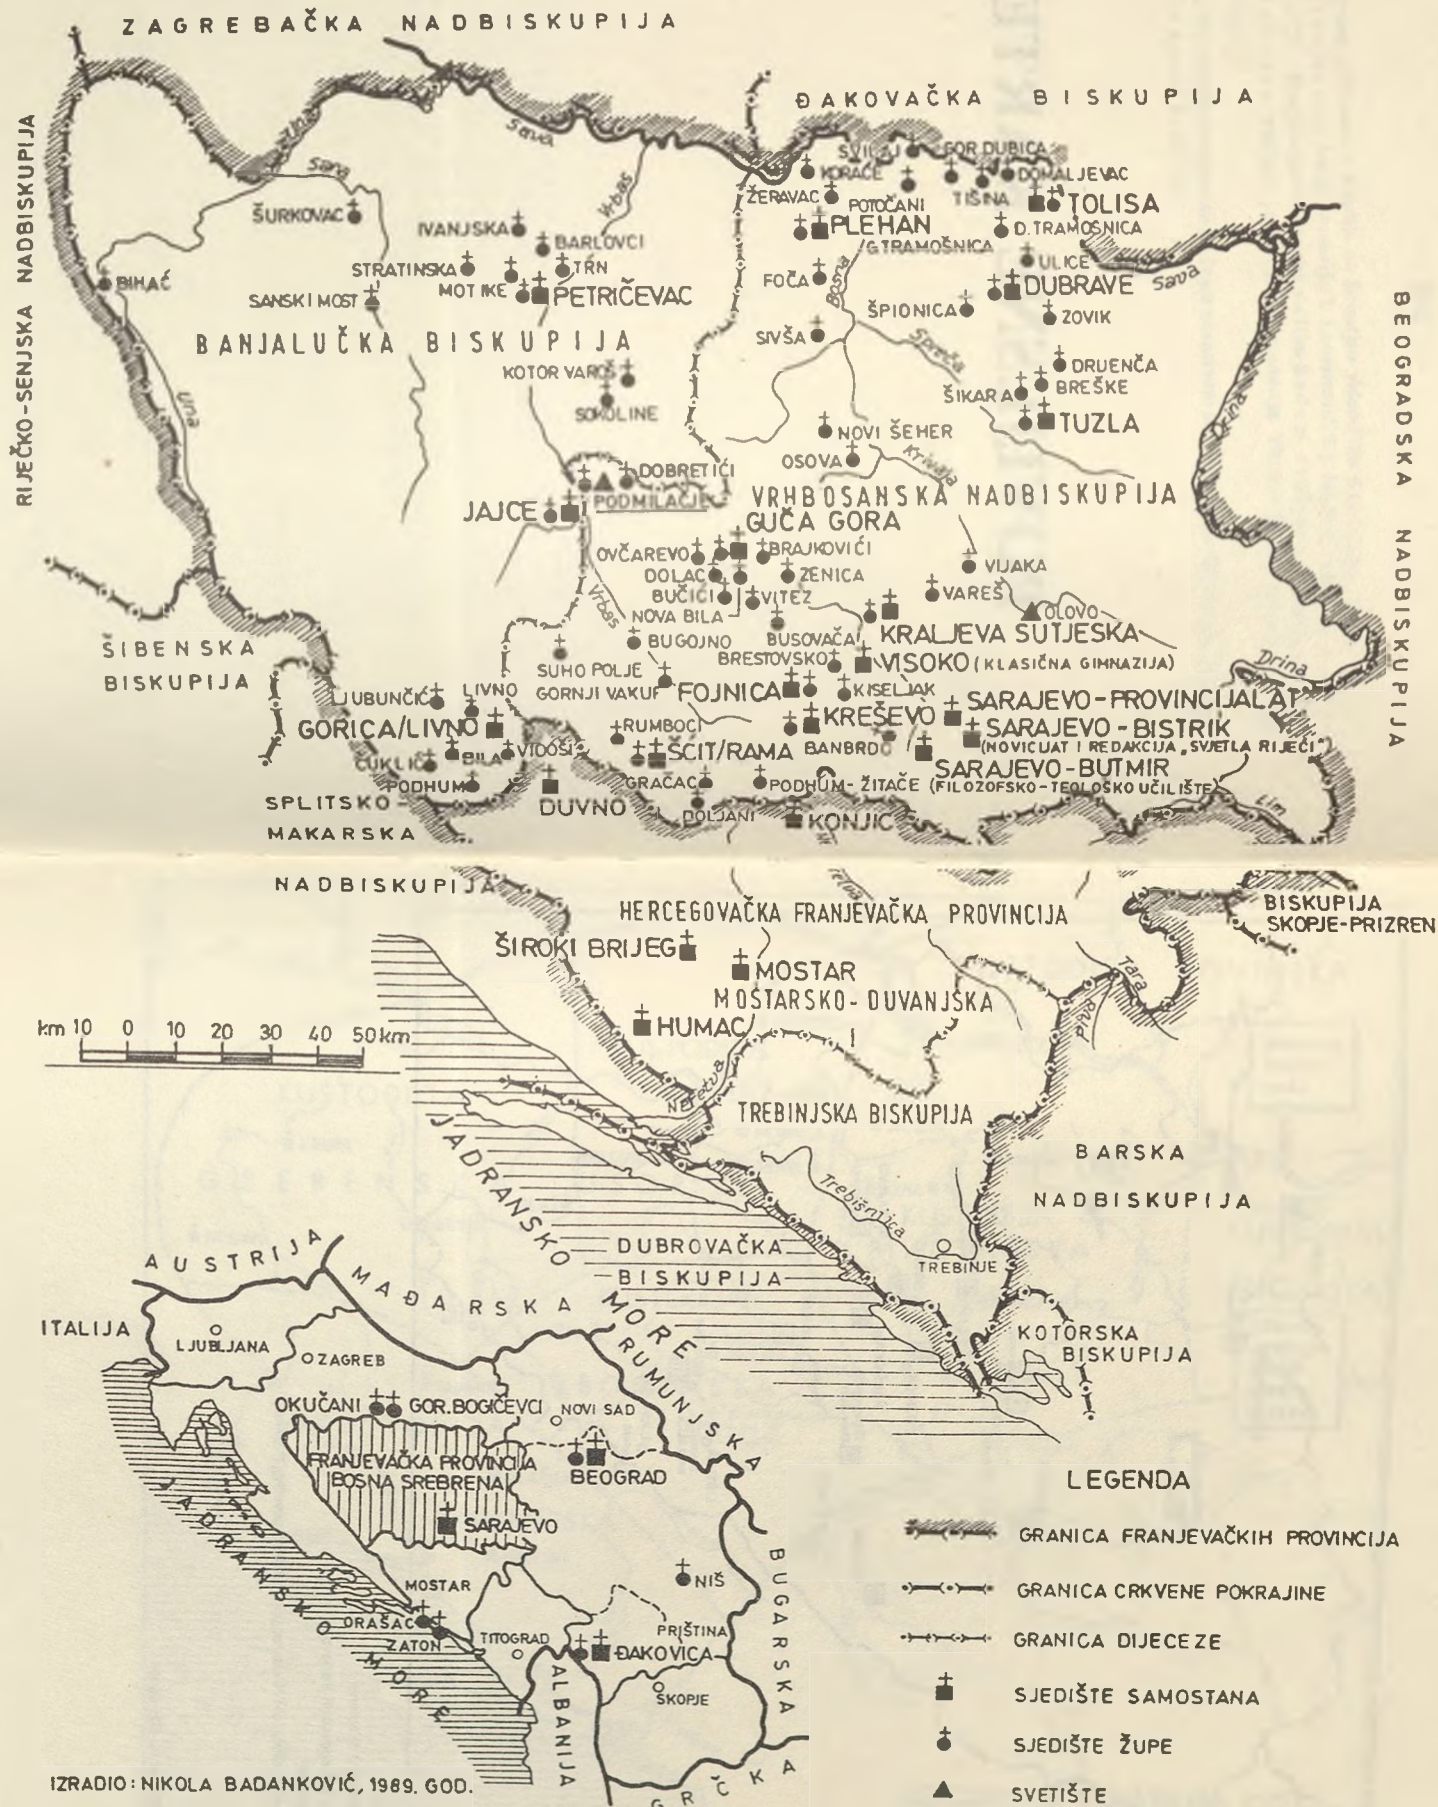 ZAGREBAČKA NADBISKUPIJA
ĐAKOVAČKA BISKUPIJA
RIJEČKO-SENJSKA NADBISKUPIJA
BEOGRADSKA NADBISKUPIJA
Una
Sana
Sava
Vrbas
SVILAJ
GOR DUBICA
KORAĆE
DOMALJEVAC
ŽERAVAC
POTOČANI
TIŠINA
TOLISA
ŠURKOVAC
IVANJSKA
PLEHAN
D.TRAMOŠNICA
BARLOVCI
G.TRAMOŠNICA
STRATINSKA
TRN
ULICE
Sava
BIHAĆ
MOTIKE
PETRIČEVAC
FOČA
Bosna
DUBRAVE
SANSKI MOST
ŠPIONICA
ZOVIK
BANJALUČKA BISKUPIJA
SIVŠA
Spreča
KOTOR VAROŠ
DRIJENČA
BREŠKE
ŠIKARA
Una
SOKOLINE
Drina
TUZLA
NOVI ŠEHER
OSOVA
Krivaja
DOBRETIĆI
PODMILAČJE
VRHBOSANSKA NADBISKUPIJA
JAJCE
GUČA GORA
OVČAREVO
BRAJKOVIĆI
DOLAC
ZENICA
VIJAKA
BUČIĆI
VITEZ
VAREŠ
Vrbas
NOVA BILA
OLOVO
BUGOJNO
BUSOVAČA
KRALJEVA SUTJESKA
ŠIBENSKA
BISKUPIJA
SUHO POLJE
BRESTOVSKO
VISOKO (KLASIČNA GIMNAZIJA)
Drina
LJUBUNČIĆ
LIVNO
GORNJI VAKUF
FOJNICA
KISELJAK
SARAJEVO-PROVINCIJALAT
GORICA/LIVNO
RUMBOCI
KREŠEVO
SARAJEVO-BISTRIK
(NOVICIJAT I REDAKCIJA „SVJETLA RIJEČI“)
ČUKLIĆ
BILA
VIDOŠI
ŠĆIT/RAMA
BANBRDO
SARAJEVO-BUTMIR
PODHUM
GRAČAC
PODHUM-ŽITAČE
(FILOZOFSKO-TEOLOŠKO UČILIŠTE)
SPLITSKO-
MAKARSKA
DUVNO
DOLJANI
KONJIC
Lim
NADBISKUPIJA
BISKUPIJA
SKOPJE-PRIZREN
HERCEGOVAČKA FRANJEVAČKA PROVINCIJA
ŠIROKI BRIJEG
MOSTAR
Tara
MOSTARSKO-DUVANJSKA
Piva
HUMAC
I
km 10 0 10 20 30 40 50 km
Neretva
TREBINJSKA BISKUPIJA
JADRANSKO MORE
BARSKA
NADBISKUPIJA
Trebišnjica
DUBROVAČKA
BISKUPIJA
TREBINJE
KOTORSKA
BISKUPIJA
AUSTRIJA
MAĐARSKA
ITALIJA
LJUBLJANA
ZAGREB
RUMUNJSKA
OKUČANI
GOR.BOGIČEVCI
NOVI SAD
FRANJEVAČKA PROVINCIJA
BOSNA SREBRENA
BEOGRAD
SARAJEVO
JADRANSKO MORE
MOSTAR
NIŠ
BUGARSKA
ORAŠAC
ZATON
TITOGRAD
PRIŠTINA
ĐAKOVICA
ALBANIJA
SKOPJE
GRČKA
IZRADIO: NIKOLA BADANKOVIĆ, 1989. GOD.
LEGENDA
GRANICA FRANJEVAČKIH PROVINCIJA
GRANICA CRKVENE POKRAJINE
GRANICA DIJECEZE
SJEDIŠTE SAMOSTANA
SJEDIŠTE ŽUPE
SVETIŠTE